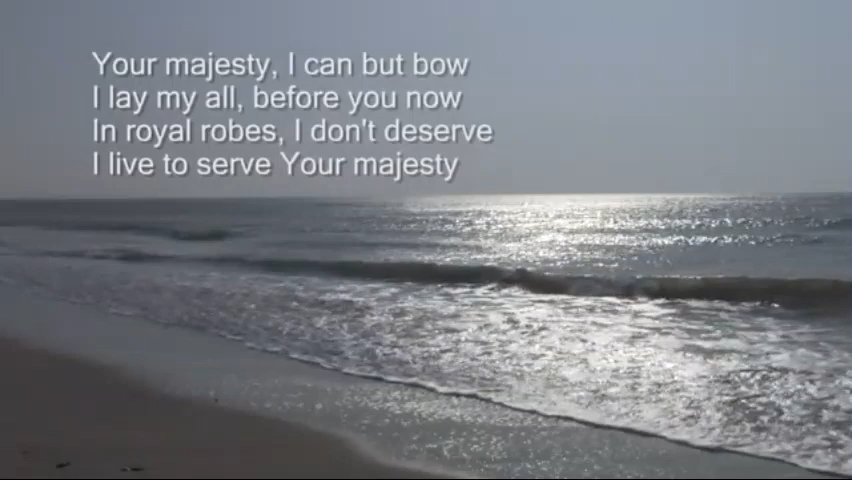 Your majesty, I can but bow
I lay my all, before you now
In royal robes, I don't deserve
I live to serve Your majesty